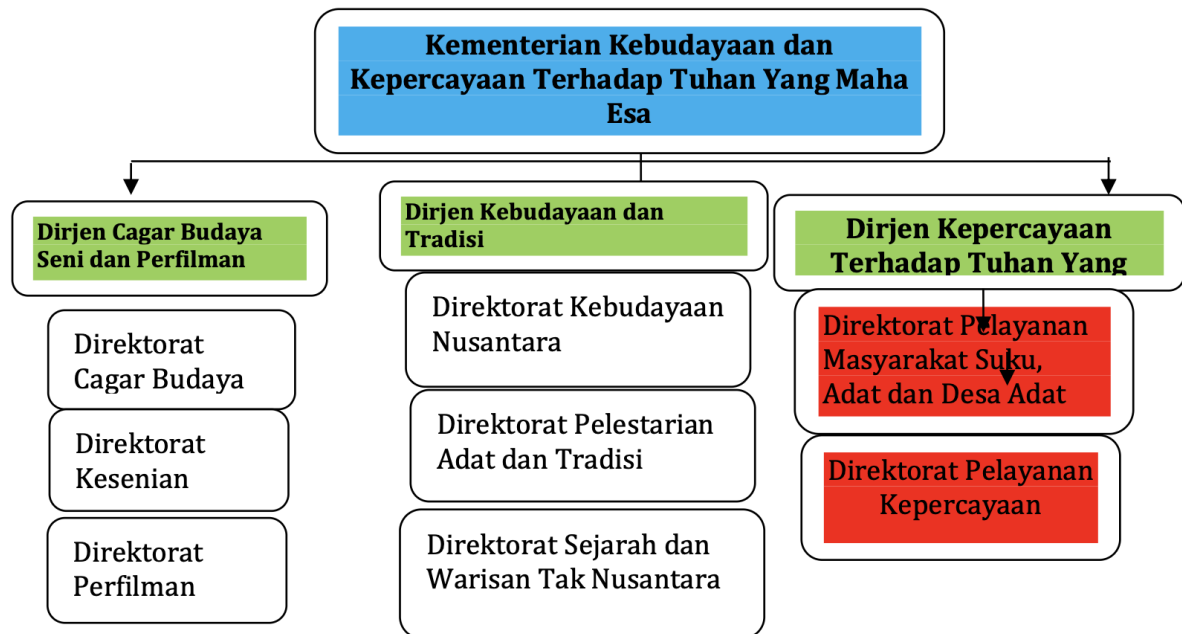 Kementerian Kebudayaan dan
Kepercayaan Terhadap Tuhan Yang Maha
Esa
Dirjen Cagar Budaya
Seni dan Perfilman
Direktorat
Cagar Budaya
Direktorat
Kesenian
Direktorat
Perfilman
Dirjen Kebudayaan dan
Tradisi
Direktorat Kebudayaan
Nusantara
Direktorat Pelestarian
Adat dan Tradisi
Direktorat Sejarah dan
Warisan Tak Nusantara
Dirjen Kepercayaan
Terhadap Tuhan Yang
Direktorat Pelayanan
Masyarakat Suku,
Adat dan Desa Adat
Direktorat Pelayanan
Kepercayaan